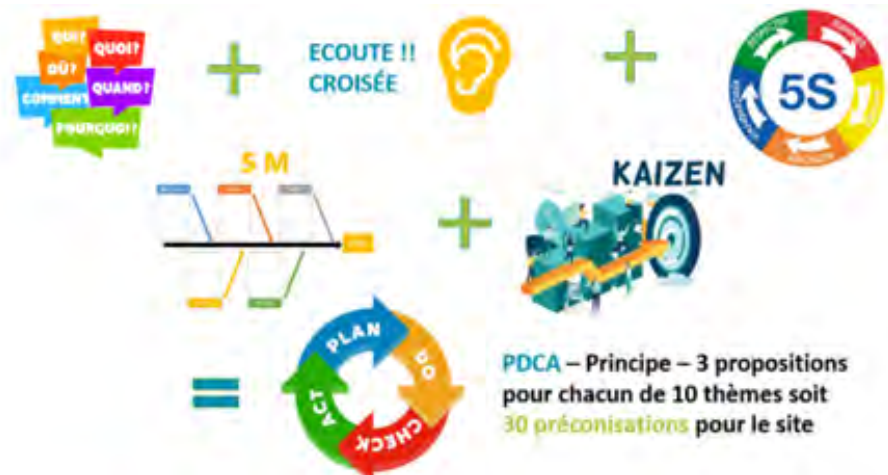 QUI?
QUOI?
OÙ?
QUAND?
COMMENT?
POURQUOI?
ECOUTE !!
CROISÉE
5S
5 M
KAIZEN
PLAN
DO
CHECK
ACT
PDCA – Principe – 3 propositions
pour chacun de 10 thèmes soit
30 préconisations pour le site